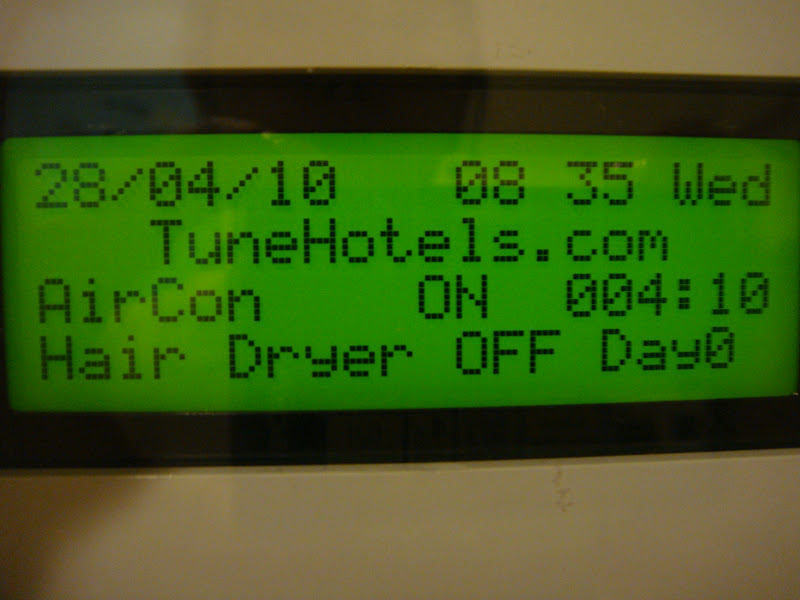 28/04/10 08 35 Wed
TuneHotels.com
AirCon ON 004:10
Hair Dryer OFF Day0